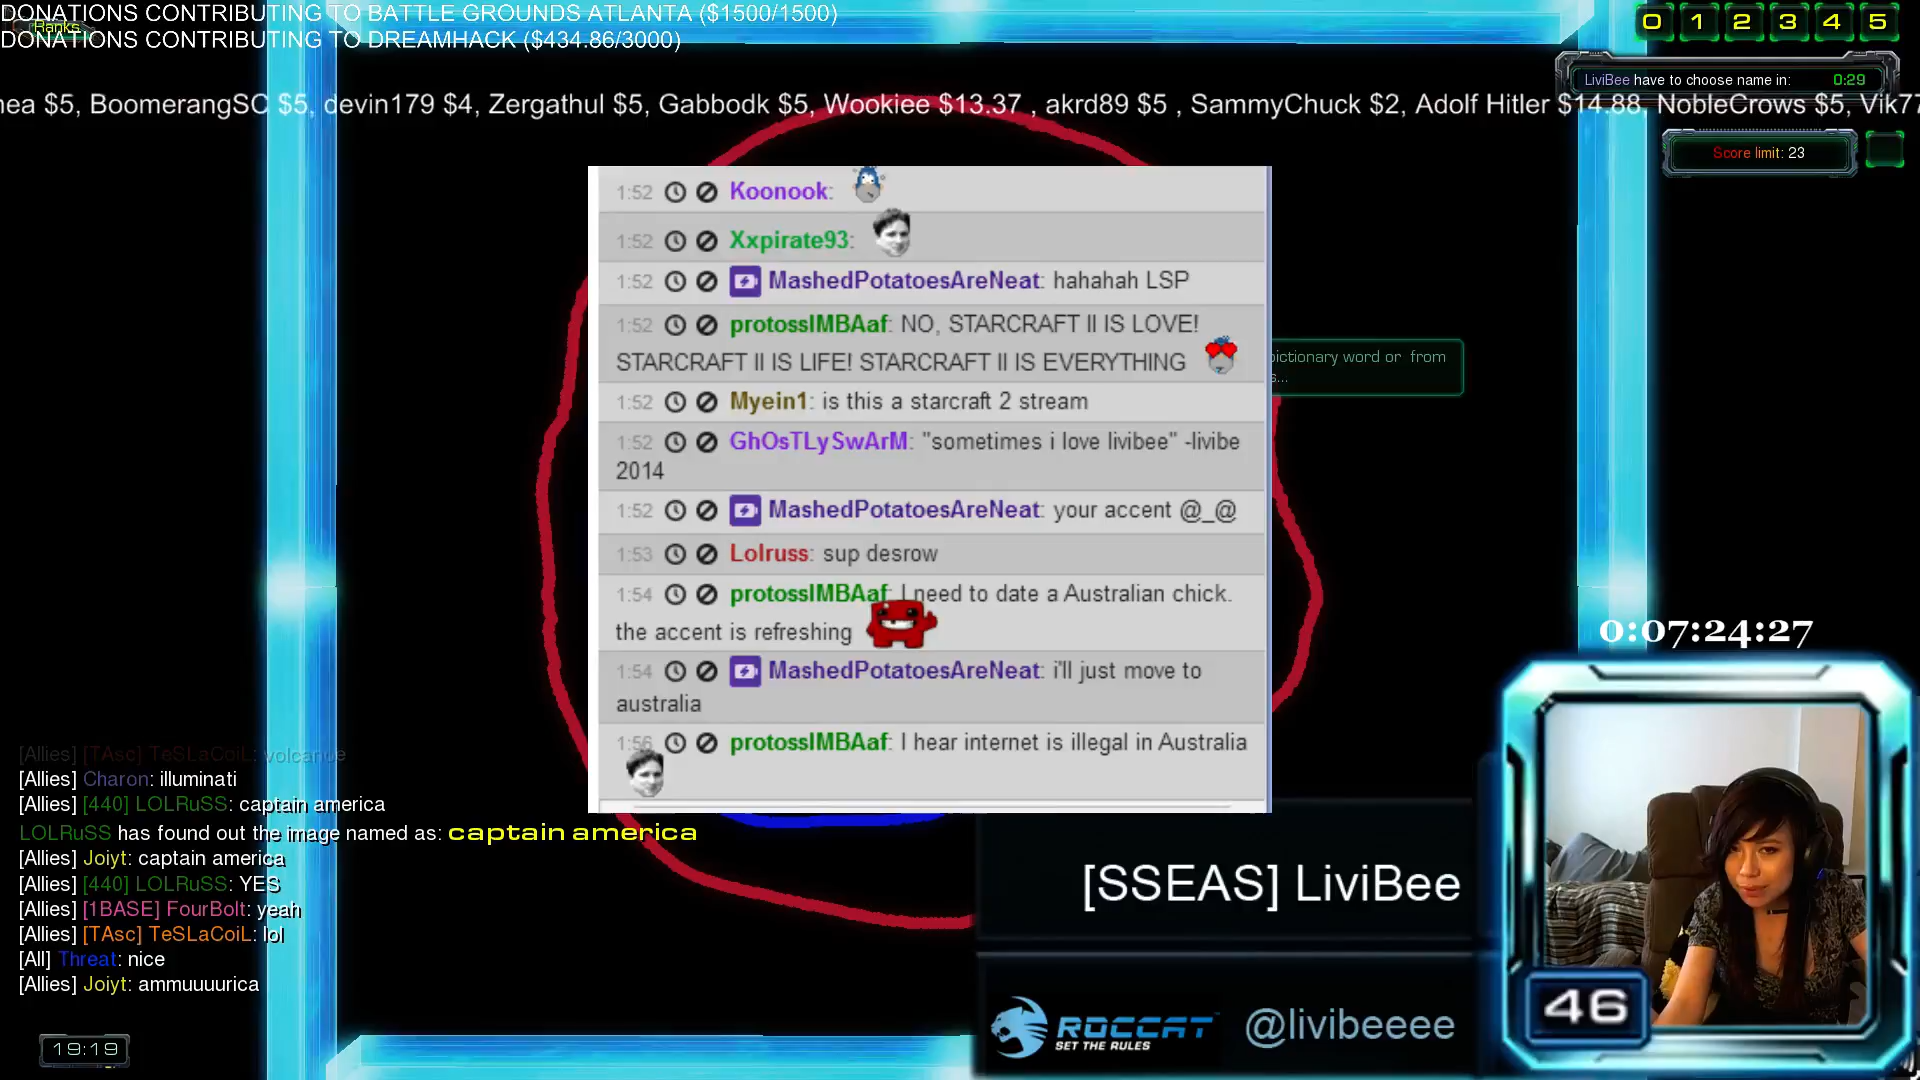 DONATIONS CONTRIBUTING TO BATTLE GROUNDS ATLANTA ($1500/1500)
Ranks
DONATIONS CONTRIBUTING TO DREAMHACK ($434.86/3000)
0 1 2 3 4 5
LiviBee have to choose name in: 0:29
nea $5, BoomerangSC $5, devin179 $4, Zergathul $5, Gabbodk $5, Wookiee $13.37 , akrd89 $5 , SammyChuck $2, Adolf Hitler $14.88, NobleCrows $5, Vik77
Score limit: 23
1:52 Koonook:
1:52 Xxpirate93:
1:52 MashedPotatoesAreNeat: hahahah LSP
1:52 protossIMBAaf: NO, STARCRAFT II IS LOVE!
STARCRAFT II IS LIFE! STARCRAFT II IS EVERYTHING
pictionary word or from
s...
1:52 Myein1: is this a starcraft 2 stream
1:52 GhOsTLySwArM: "sometimes i love livibee" -livibe
2014
1:52 MashedPotatoesAreNeat: your accent @_@
1:53 Lolruss: sup desrow
1:54 protossIMBAaf: I need to date a Australian chick.
the accent is refreshing
1:54 MashedPotatoesAreNeat: i'll just move to
australia
1:56 protossIMBAaf: I hear internet is illegal in Australia
0:07:24:27
[Allies] [TAsc] TeSLaCoiL: volcanoe
[Allies] Charon: illuminati
[Allies] [440] LOLRuSS: captain america
LOLRuSS has found out the image named as: captain america
[Allies] Joiyt: captain america
[Allies] [440] LOLRuSS: YES
[Allies] [1BASE] FourBolt: yeah
[Allies] [TAsc] TeSLaCoiL: lol
[All] Threat: nice
[Allies] Joiyt: ammuuuurica
19:19
[SSEAS] LiviBee
ROCCAT
SET THE RULES
@livibeeee
46